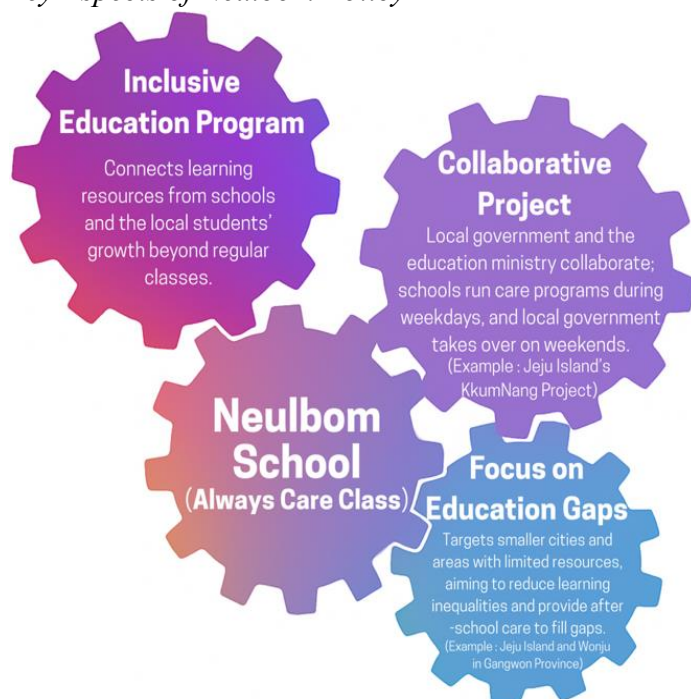 Inclusive
Education Program
Connects learning
resources from schools
and the local students'
growth beyond regular
classes.
Collaborative
Project
Local government and the
education ministry collaborate;
schools run care programs during
weekdays, and local government
takes over on weekends.
(Example : Jeju Island's
KkumNang Project)
Neulbom
School
(Always Care Class)
Focus on
Education Gaps
Targets smaller cities and
areas with limited resources,
aiming to reduce learning
inequalities and provide after
-school care to fill gaps.
(Example : Jeju Island and Wonju
in Gangwon Province)